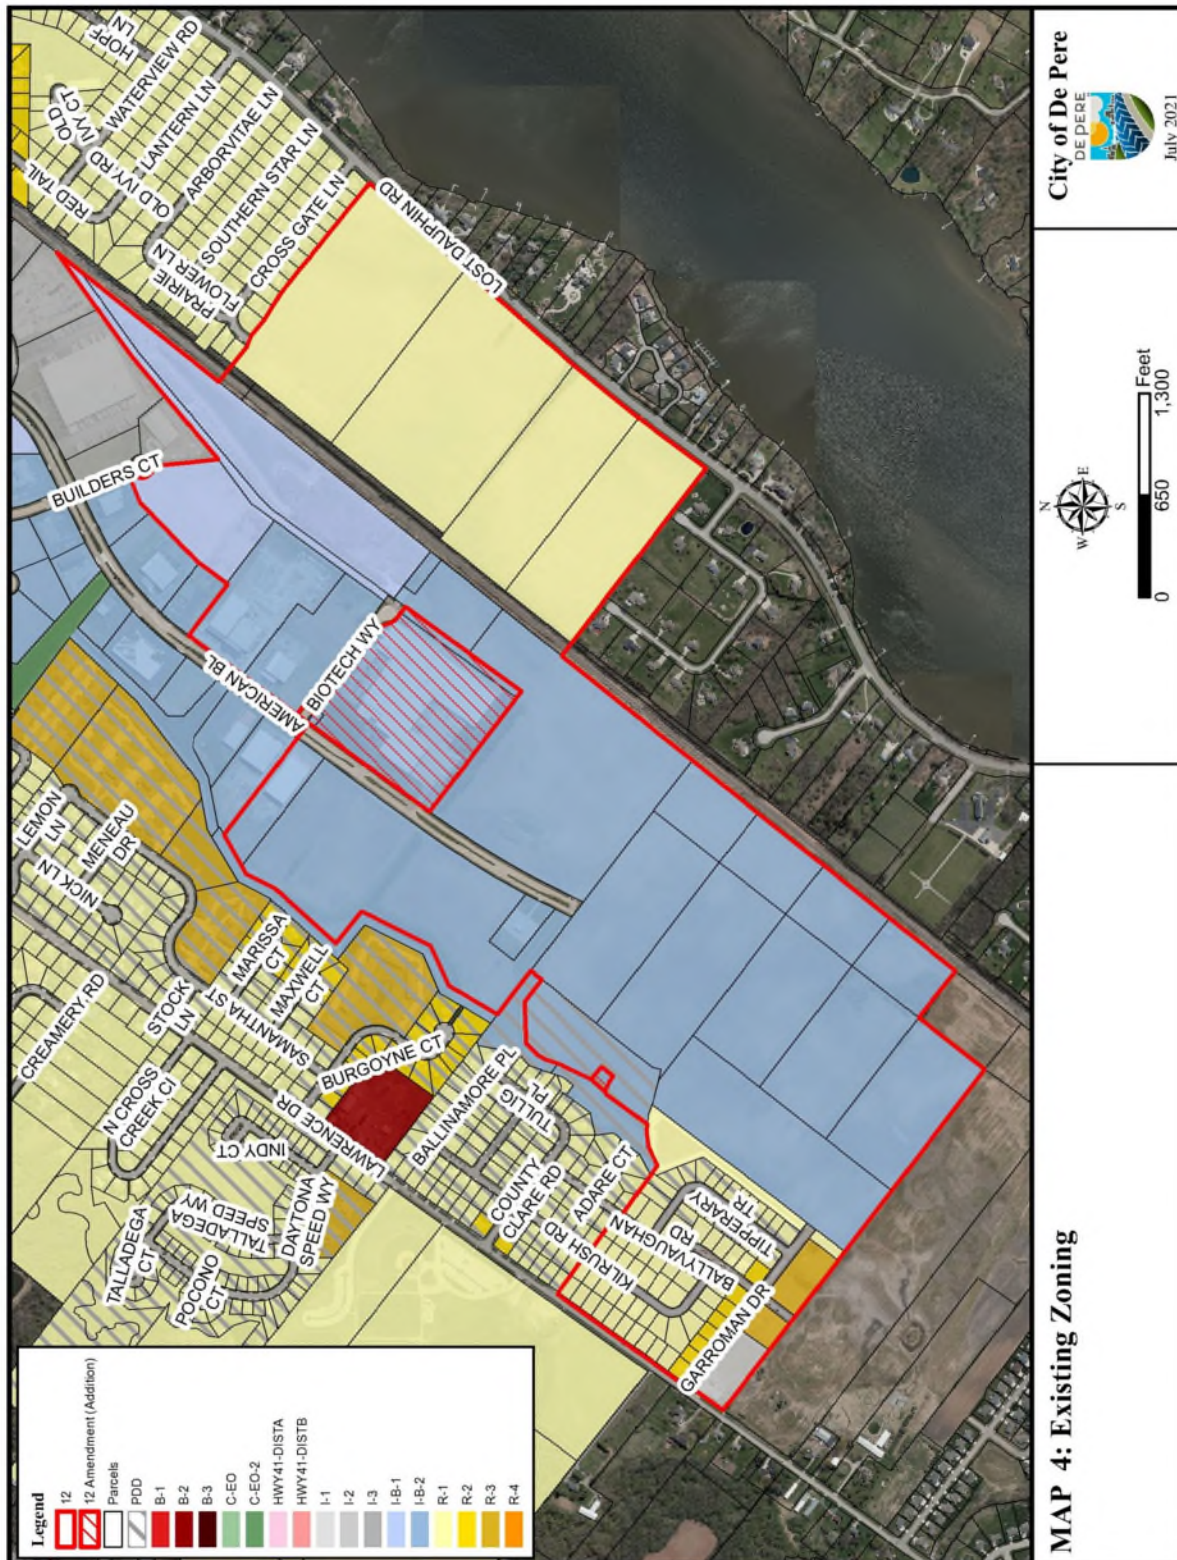 HOPF
LN
WATERVIEW RD
OLD
IVY CT
LANTERN LN
OLD IVY RD
ARBORVITAE LN
RED TAIL
SOUTHERN STAR LN
CROSS GATE LN
PRAIRIE
FLOWER LN
LOST DAUPHIN RD
BUILDERS CT
AMERICAN BL
BIOTECH WY
LEMON
LN
NICK LN
MENEAU
DR
CREAMERY RD
STOCK
LN
MARISSA
CT
MAXWELL
CT
SAMANTHA ST
N CROSS
CREEK CI
BURGOYNE CT
LAWRENCE DR
INDY CT
BALLINAMORE PL
TULLIG
PL
TALLADEGA
CT
TALLADEGA
SPEED WY
DAYTONA
SPEED WY
POCONO
CT
COUNTY
CLARE RD
ADARE CT
KILRUSH RD
BALLYVAUGHAN
RD
TIPPERARY
TR
GARROMAN DR
Legend
12
12 Amendment (Addition)
Parcels
PDD
B-1
B-2
B-3
C-EO
C-EO-2
HWY41-DISTA
HWY41-DISTB
I-1
I-2
I-3
I-B-1
I-B-2
R-1
R-2
R-3
R-4
MAP 4: Existing Zoning
N
W
E
S
0 650 1,300
Feet
City of De Pere
DE PERE
July 2021